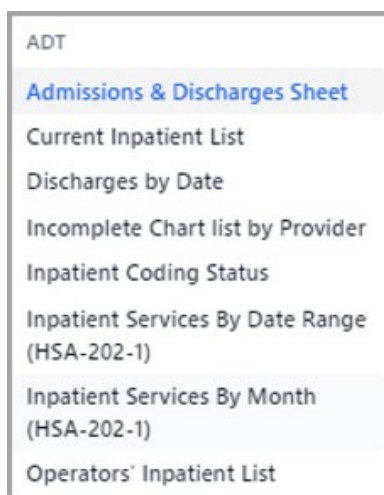 ADT
Admissions & Discharges Sheet
Current Inpatient List
Discharges by Date
Incomplete Chart list by Provider
Inpatient Coding Status
Inpatient Services By Date Range
(HSA-202-1)
Inpatient Services By Month
(HSA-202-1)
Operators' Inpatient List